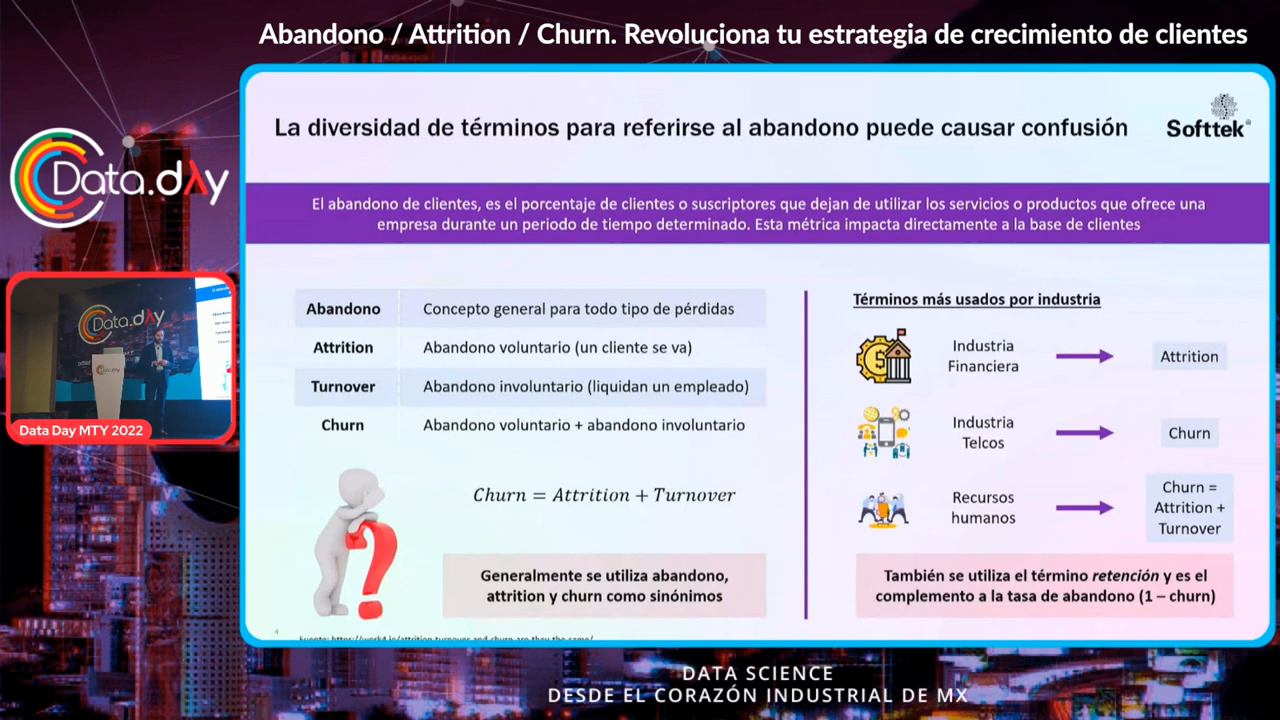 Abandono / Attrition / Churn. Revoluciona tu estrategia de crecimiento de clientes
Data.dλy
Data Day MTY 2022
La diversidad de términos para referirse al abandono puede causar confusión
Softtek®
El abandono de clientes, es el porcentaje de clientes o suscriptores que dejan de utilizar los servicios o productos que ofrece una
empresa durante un periodo de tiempo determinado. Esta métrica impacta directamente a la base de clientes
Abandono Concepto general para todo tipo de pérdidas
Attrition Abandono voluntario (un cliente se va)
Turnover Abandono involuntario (liquidan un empleado)
Churn Abandono voluntario + abandono involuntario
Churn = Attrition + Turnover
Generalmente se utiliza abandono,
attrition y churn como sinónimos
Términos más usados por industria
Industria
Financiera
Attrition
Industria
Telcos
Churn
Recursos
humanos
Churn =
Attrition +
Turnover
También se utiliza el término retención y es el
complemento a la tasa de abandono (1 – churn)
4
DATA SCIENCE
DESDE EL CORAZÓN INDUSTRIAL DE MX